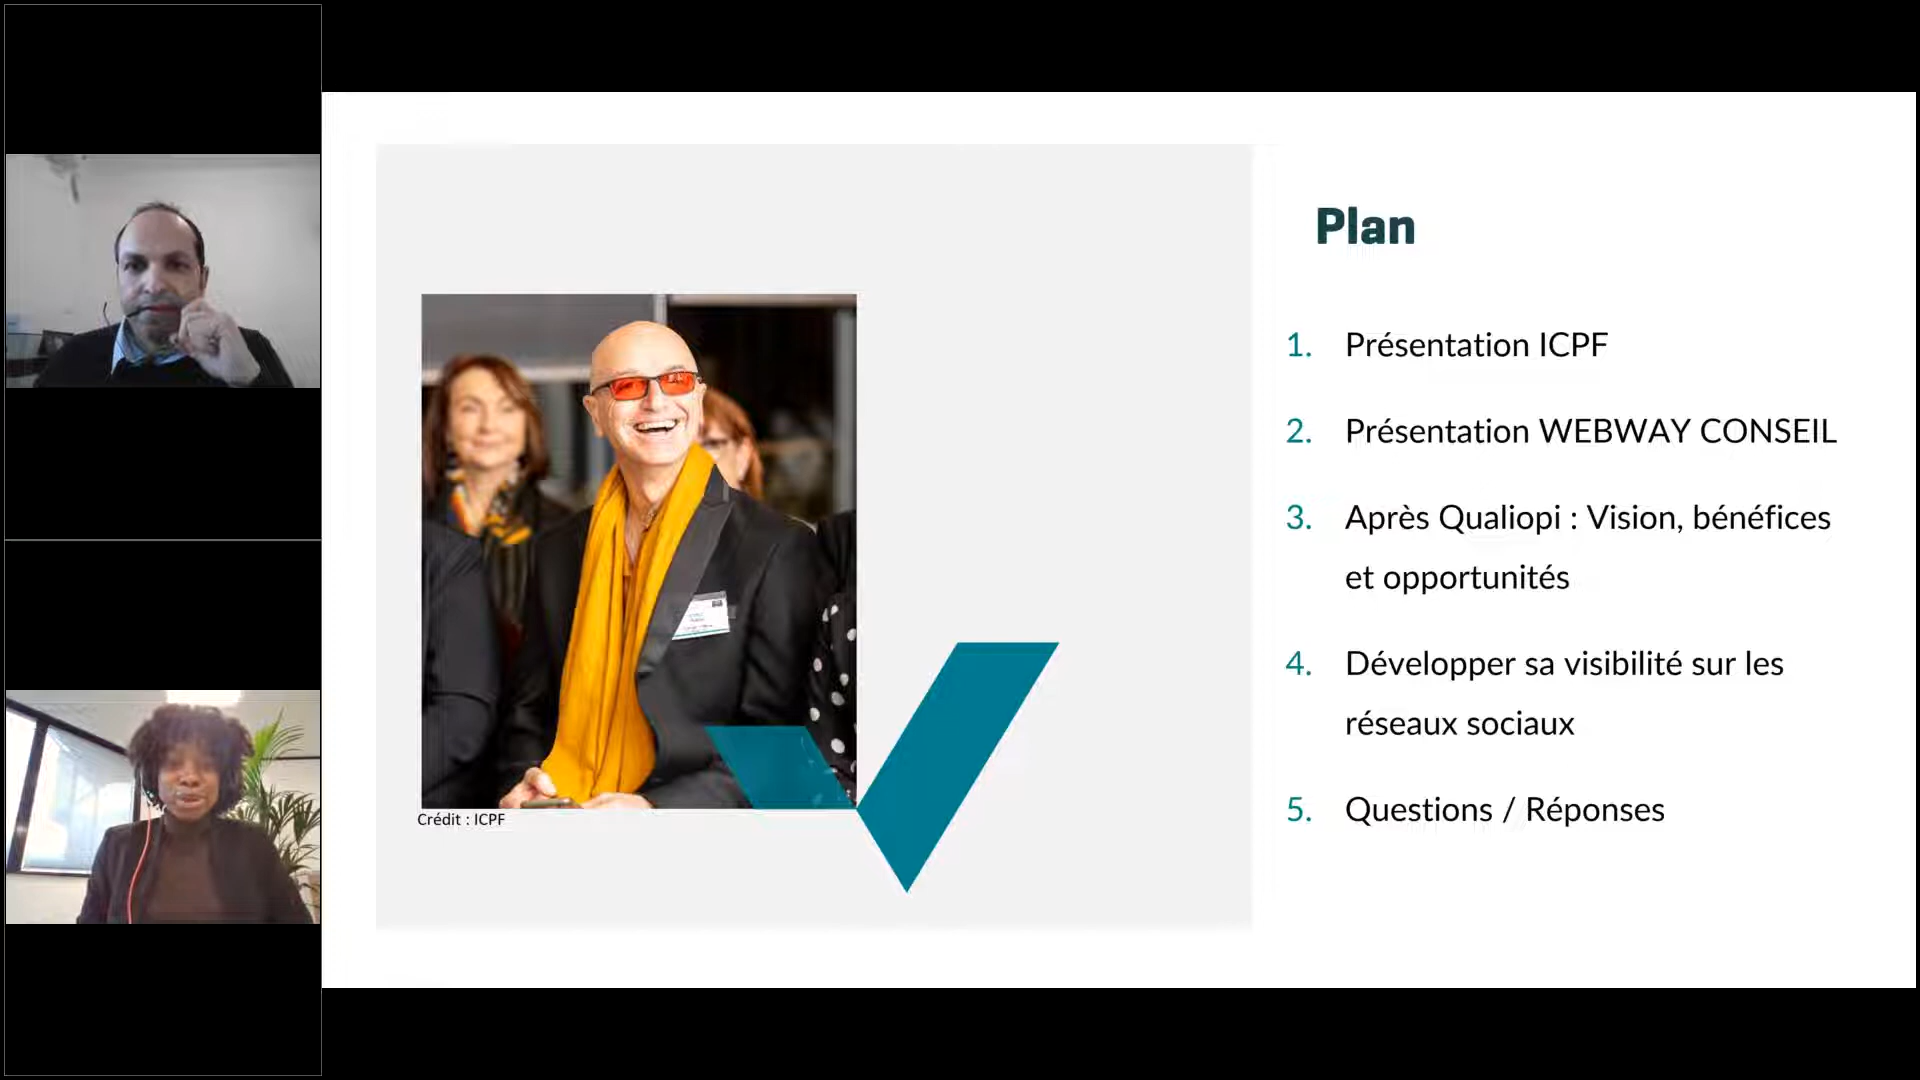 Plan
1. Présentation ICPF
2. Présentation WEBWAY CONSEIL
3. Après Qualiopi : Vision, bénéfices
et opportunités
4. Développer sa visibilité sur les
réseaux sociaux
5. Questions / Réponses
Crédit : ICPF